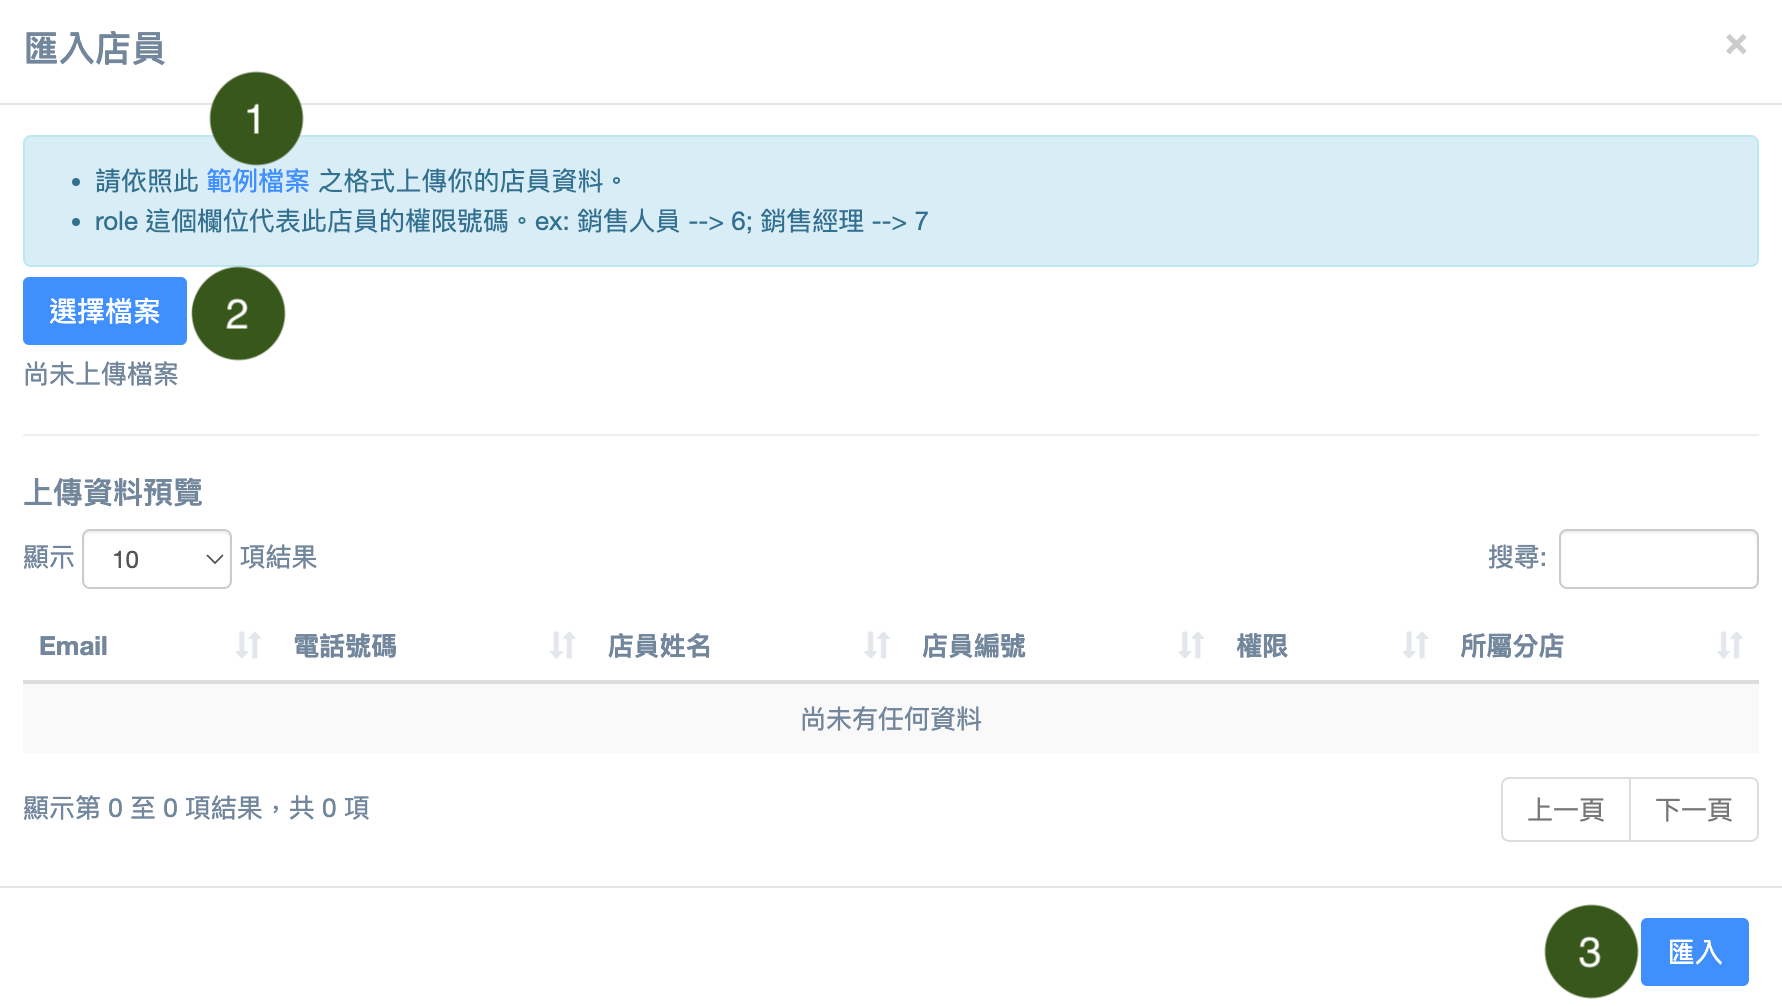 匯入店員
×
1
請依照此 範例檔案 之格式上傳你的店員資料。
role 這個欄位代表此店員的權限號碼。ex: 銷售人員 --> 6; 銷售經理 --> 7
選擇檔案
2
尚未上傳檔案
上傳資料預覽
顯示 10 項結果
搜尋:
Email 電話號碼 店員姓名 店員編號 權限 所屬分店
尚未有任何資料
顯示第 0 至 0 項結果，共 0 項
上一頁 下一頁
3
匯入